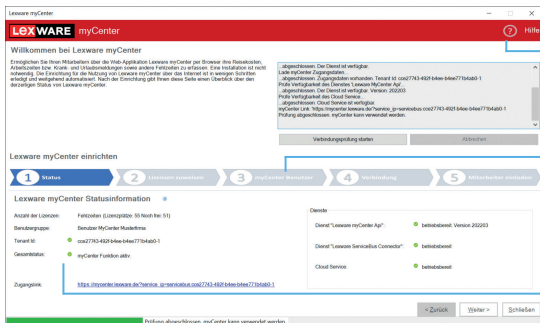 Lexware myCenter
LEXWARE myCenter
Hilfe
Willkommen bei Lexware myCenter
Ermöglichen Sie Ihren Mitarbeitern über die Web-Applikation Lexware myCenter per Browser ihre Reisekosten,
Arbeitszeiten bzw. Krank- und Urlaubsmeldungen sowie andere Fehlzeiten zu erfassen. Eine Installation ist nicht
notwendig. Die Einrichtung für die Nutzung von Lexware myCenter über das Internet ist in wenigen Schritten
erledigt und weitgehend automatisiert. Nach der Einrichtung gibt Ihnen diese Seite einen Überblick über den
derzeitigen Status von Lexware myCenter.
...abgeschlossen. Der Dienst ist verfügbar.
Lade myCenter Zugangsdaten...
...abgeschlossen. Zugangsdaten vorhanden. Tenant Id: coe27743-492f-b4ee-b4ee771b4ab0-1
Prüfe Verfügbarkeit des Dienstes 'Lexware myCenter Api'...
...abgeschlossen. Der Dienst ist verfügbar. Version: 202203
Prüfe Verfügbarkeit des Cloud Service...
...abgeschlossen. Cloud Service ist verfügbar.
myCenter Link: 'https://mycenter.lexware.de/?service_ip=servicebus:coe27743-492f-b4ee-b4ee771b4ab0-1
Prüfung abgeschlossen. myCenter kann verwendet werden.
Verbindungsprüfung starten
Abbrechen
Lexware myCenter einrichten
1 Status
2 Lizenzen zuweisen
3 myCenter Benutzer
4 Verbindung
5 Mitarbeiter einladen
Lexware myCenter Statusinformation
Anzahl der Lizenzen: Fehlzeiten (Lizenzplätze: 55 Noch frei: 51)
Benutzergruppe: Benutzer MyCenter Musterfirma
Tenant Id: coe27743-492f-b4ee-b4ee771b4ab0-1
Gesamtstatus: myCenter Funktion aktiv
Zugangslink: https://mycenter.lexware.de/?service_ip=servicebus:coe27743-492f-b4ee-b4ee771b4ab0-1
Dienste
Dienst "Lexware myCenter Api": betriebsbereit. Version 202203
Dienst "Lexware ServiceBus Connector": betriebsbereit
Cloud Service: betriebsbereit
< Zurück
Weiter >
Schließen
Prüfung abgeschlossen. myCenter kann verwendet werden.